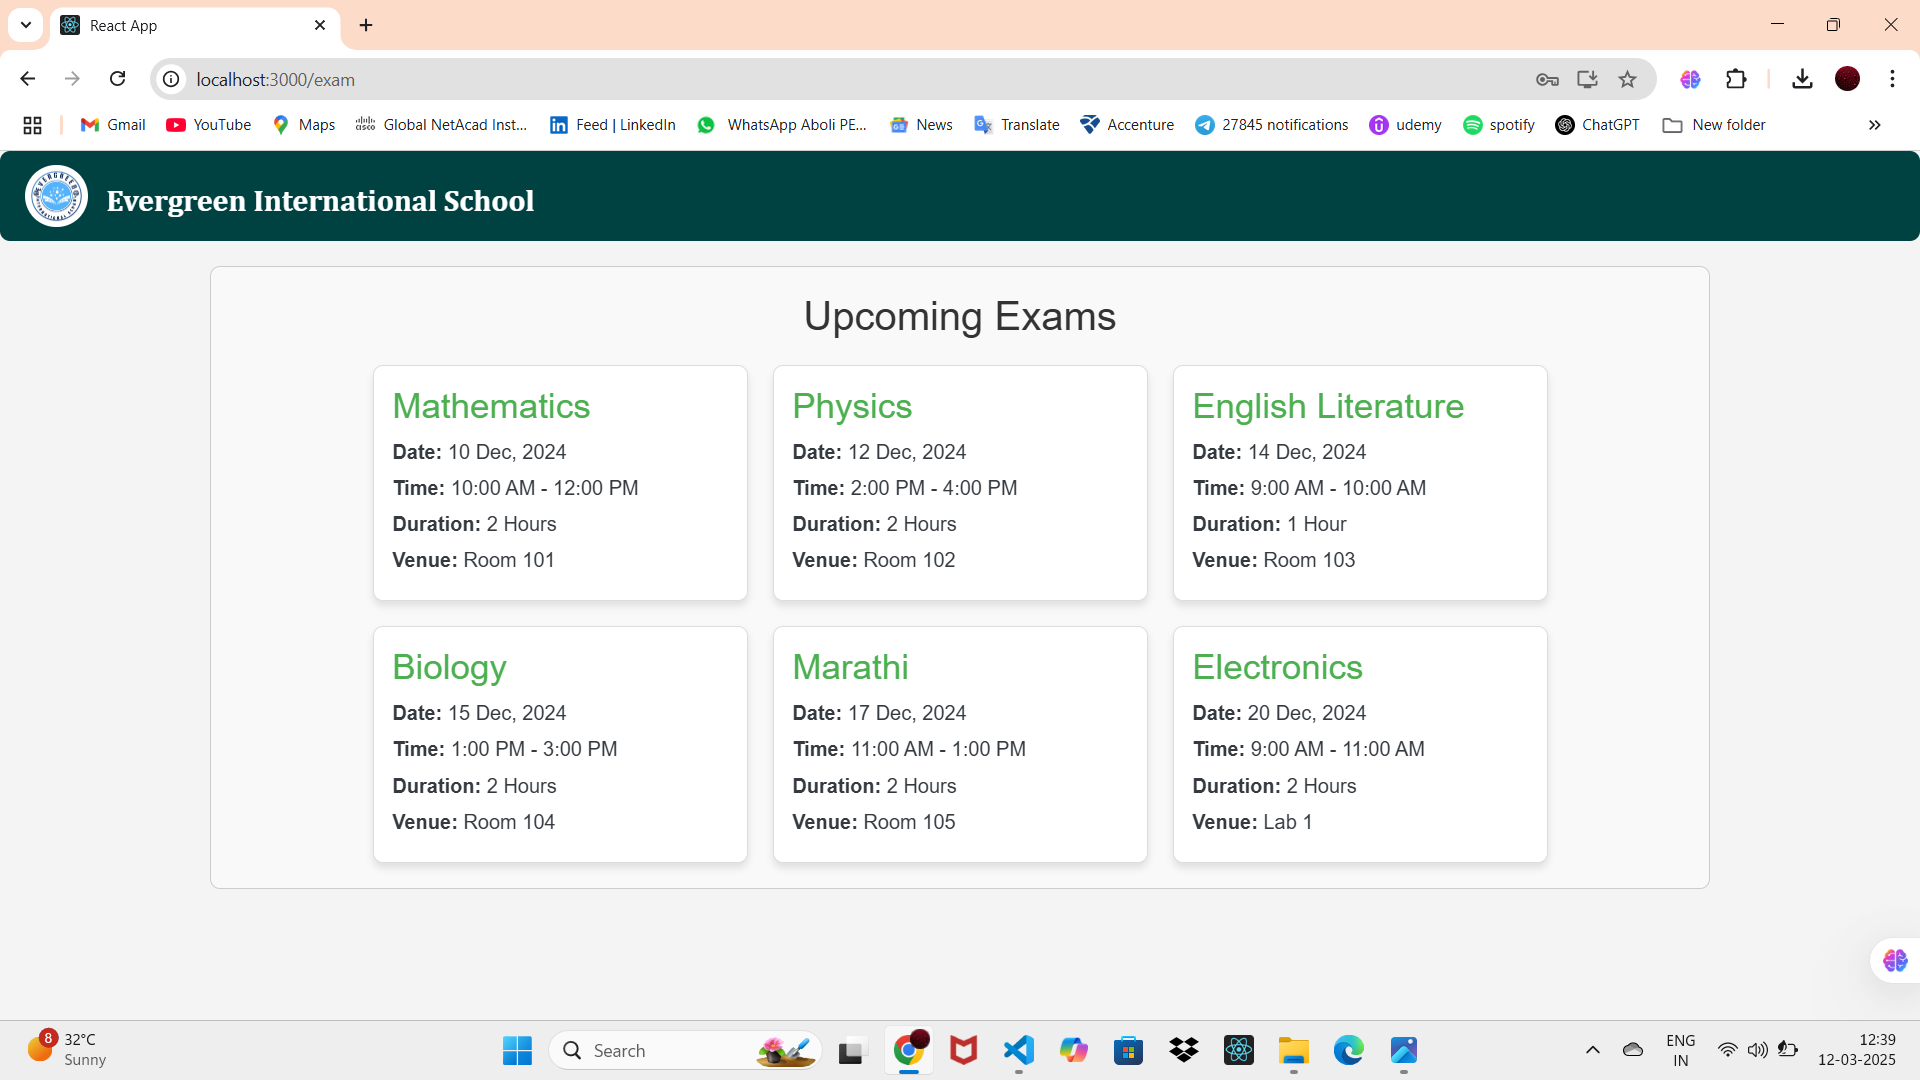 React App
localhost:3000/exam
Gmail YouTube Maps Global NetAcad Inst... Feed | LinkedIn WhatsApp Aboli PE... News Translate Accenture 27845 notifications udemy spotify ChatGPT New folder
Evergreen International School
Upcoming Exams
Mathematics
Date: 10 Dec, 2024
Time: 10:00 AM - 12:00 PM
Duration: 2 Hours
Venue: Room 101
Physics
Date: 12 Dec, 2024
Time: 2:00 PM - 4:00 PM
Duration: 2 Hours
Venue: Room 102
English Literature
Date: 14 Dec, 2024
Time: 9:00 AM - 10:00 AM
Duration: 1 Hour
Venue: Room 103
Biology
Date: 15 Dec, 2024
Time: 1:00 PM - 3:00 PM
Duration: 2 Hours
Venue: Room 104
Marathi
Date: 17 Dec, 2024
Time: 11:00 AM - 1:00 PM
Duration: 2 Hours
Venue: Room 105
Electronics
Date: 20 Dec, 2024
Time: 9:00 AM - 11:00 AM
Duration: 2 Hours
Venue: Lab 1
8
32°C
Sunny
Search
ENG
IN
12:39
12-03-2025